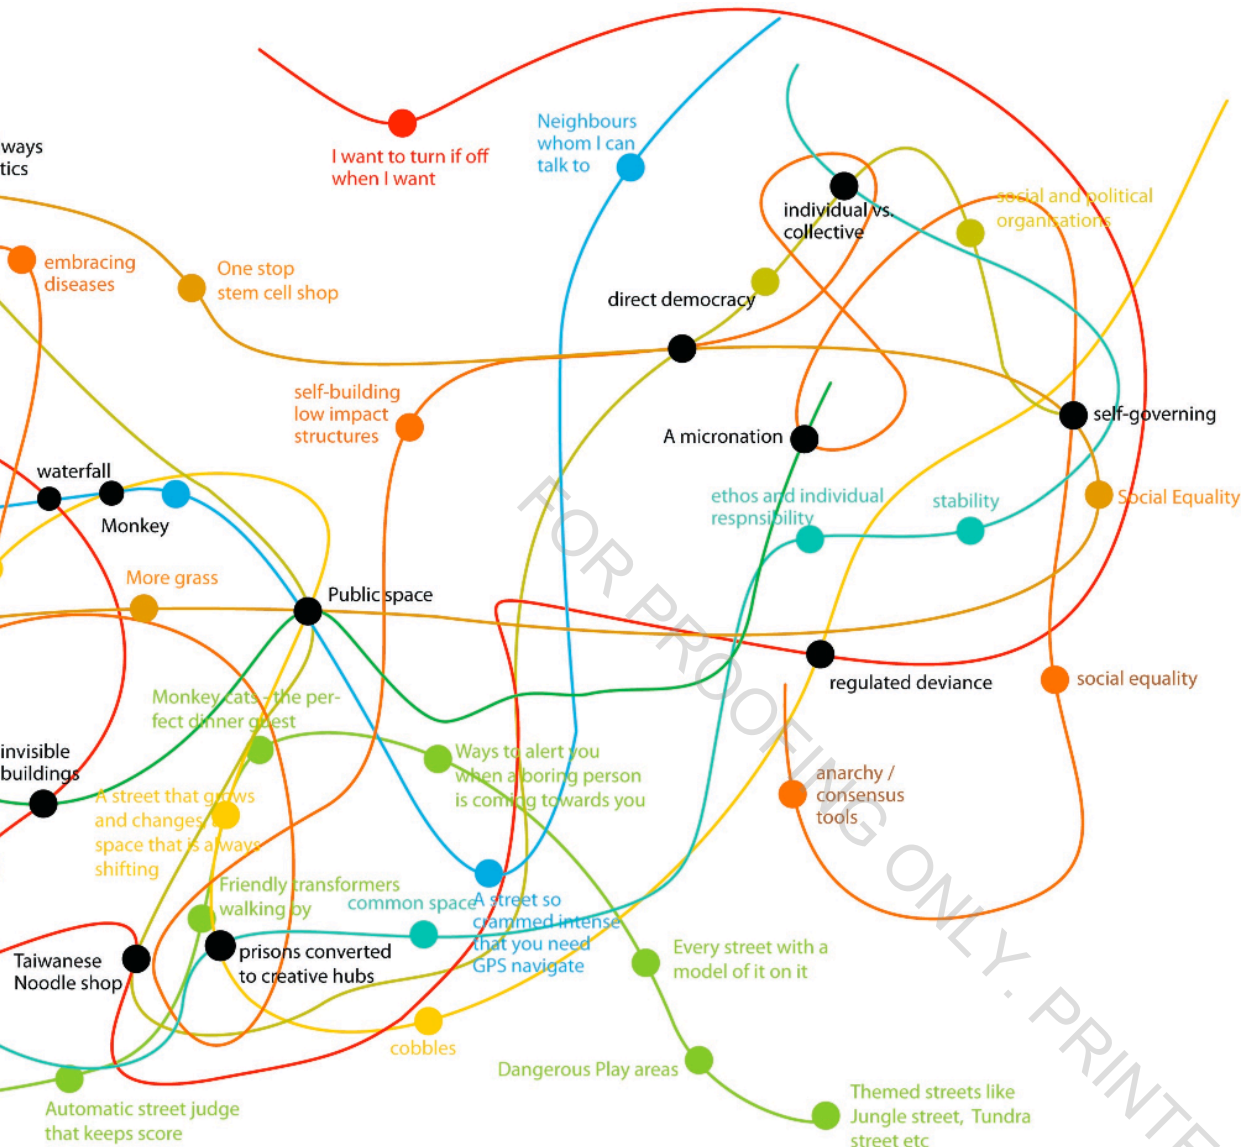 ways
tics
I want to turn if off
when I want
Neighbours
whom I can
talk to
individual vs.
collective
social and political
organisations
embracing
diseases
One stop
stem cell shop
direct democracy
self-building
low impact
structures
A micronation
self-governing
waterfall
Monkey
ethos and individual
respnsibility
stability
Social Equality
More grass
Public space
regulated deviance
social equality
Monkey cats - the per-
fect dinner guest
invisible
buildings
Ways to alert you
when a boring person
is coming towards you
anarchy /
consensus
tools
A street that grows
and changes, a
space that is always
shifting
Friendly transformers
walking by
common space
A street so
crammed intense
that you need
GPS navigate
prisons converted
to creative hubs
Taiwanese
Noodle shop
Every street with a
model of it on it
cobbles
Dangerous Play areas
Automatic street judge
that keeps score
Themed streets like
Jungle street, Tundra
street etc
FOR PROOFING ONLY. PRINTE